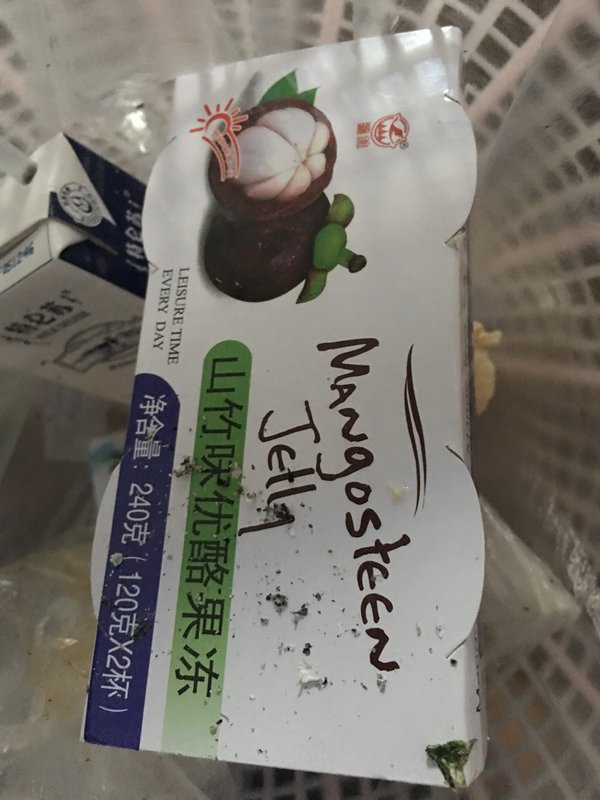 LEISURE TIME
EVERY DAY
MANgostEEN
Jelly
山竹味优酪果冻
净含量：240克（120克X2杯）